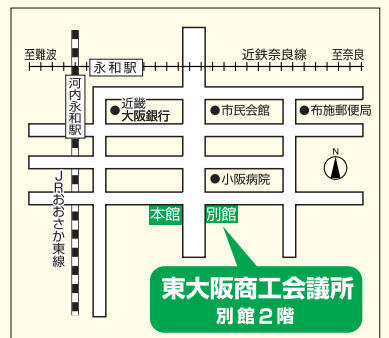 至難波
近鉄奈良線
至奈良
永和駅
河内永和駅
近畿
大阪銀行
市民会館
布施郵便局
N
小阪病院
JRおおさか東線
本館
別館
東大阪商工会議所
別館2階